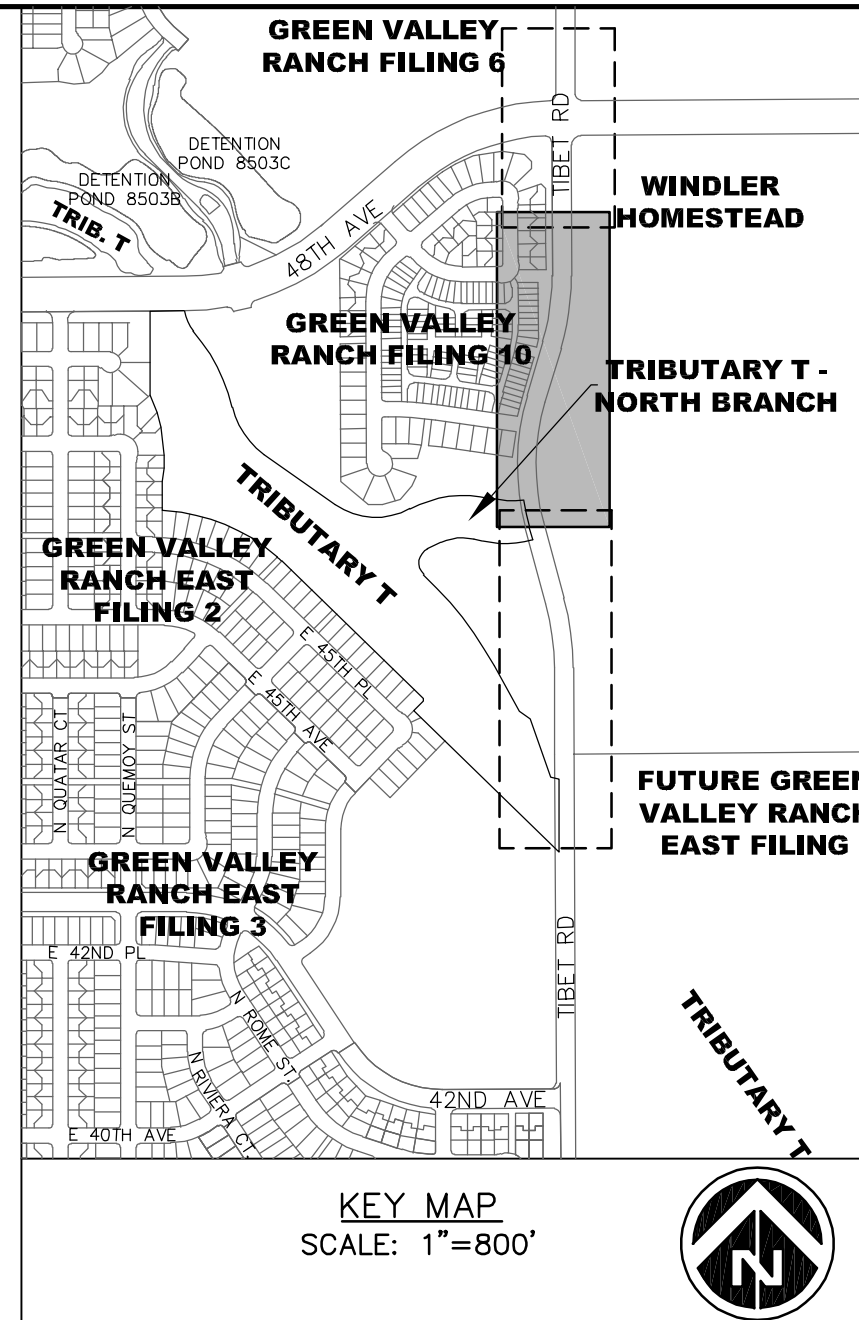 GREEN VALLEY
RANCH FILING 6
TIBET RD
DETENTION
POND 8503C
DETENTION
POND 8503B
TRIB. T
WINDLER
HOMESTEAD
48TH AVE
GREEN VALLEY
RANCH FILING 10
TRIBUTARY T -
NORTH BRANCH
TRIBUTARY T
GREEN VALLEY
RANCH EAST
FILING 2
E 45TH PL
E 45TH AVE
N QUATAR CT
N QUEMOY ST
FUTURE GREEN
VALLEY RANCH
EAST FILING
GREEN VALLEY
RANCH EAST
FILING 3
E 42ND PL
TIBET RD
N ROME ST.
N RIVIERA CT.
TRIBUTARY T
42ND AVE
E 40TH AVE
KEY MAP
SCALE: 1"=800'
N